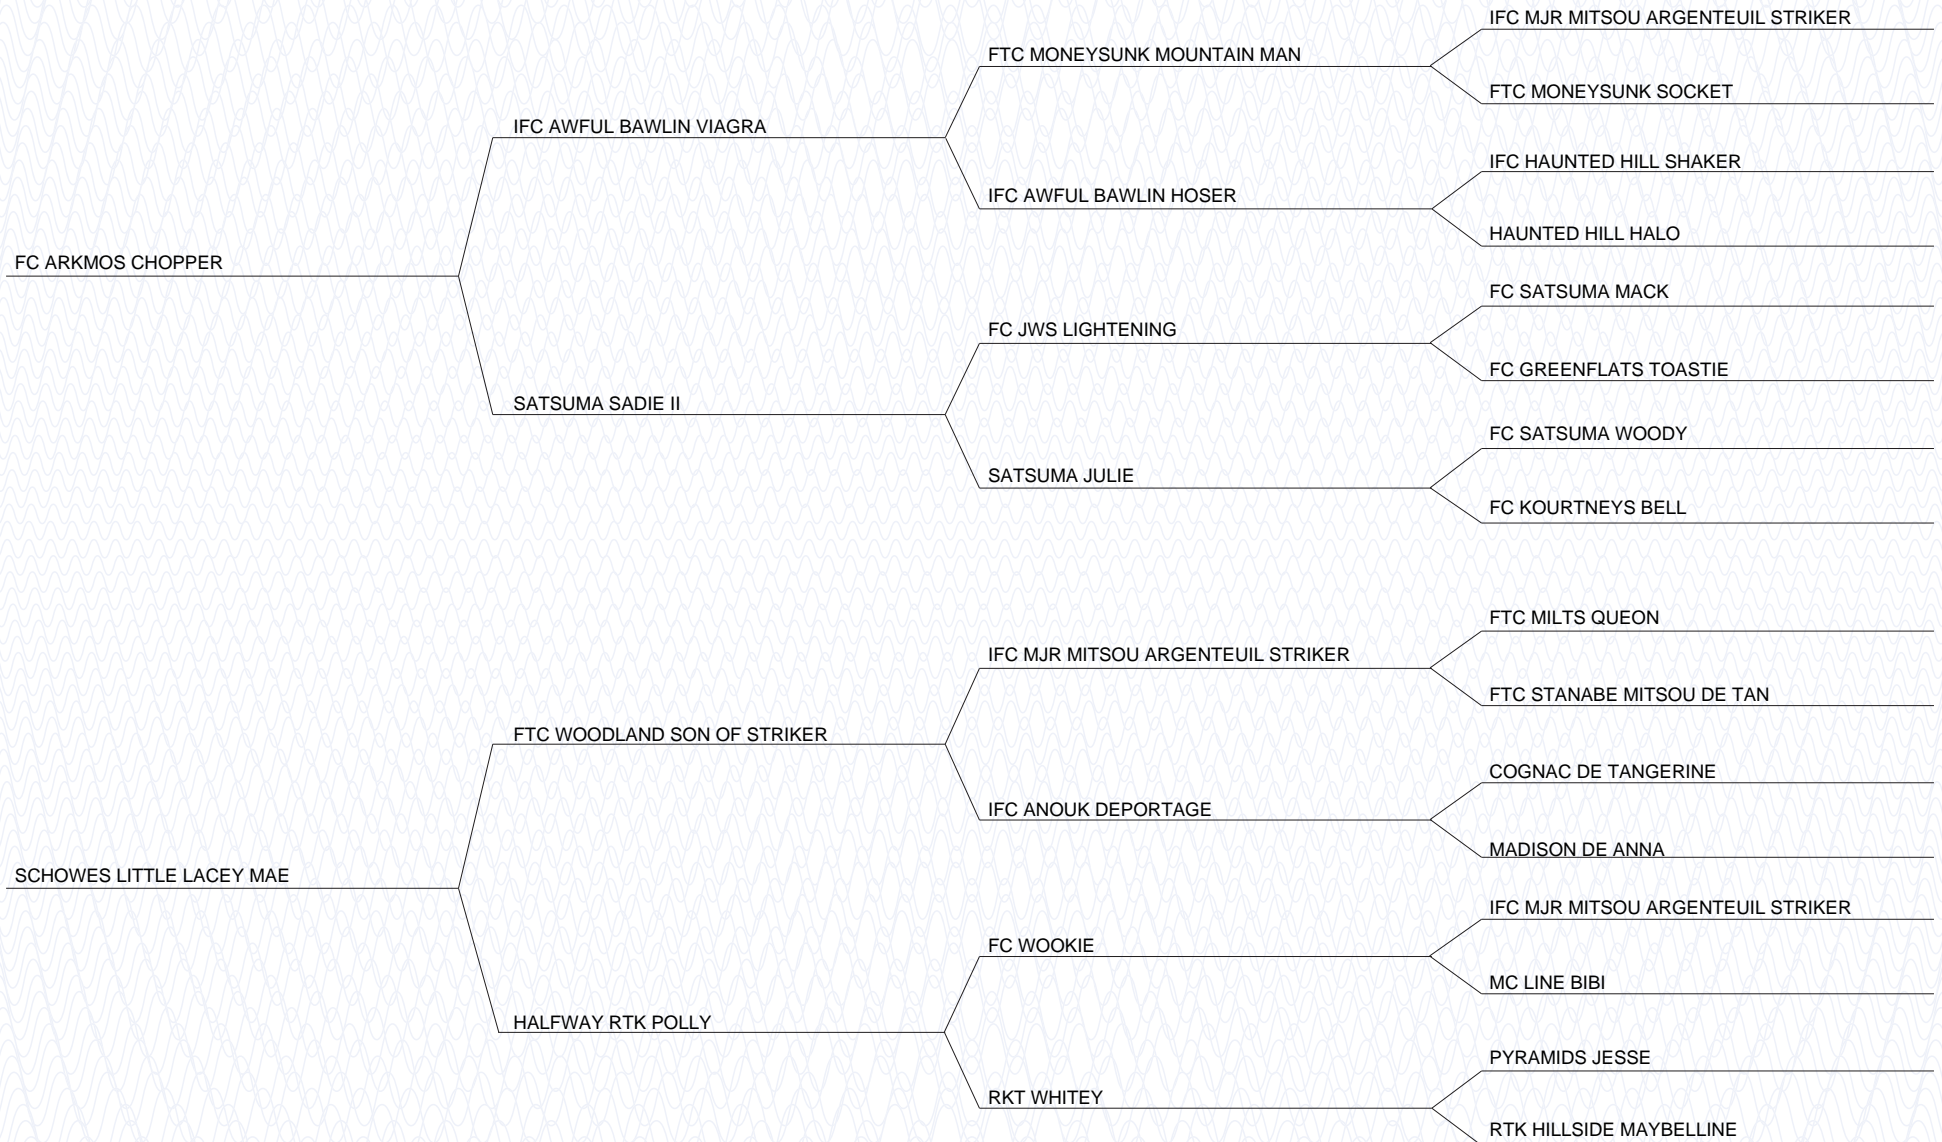 IFC MJR MITSOU ARGENTEUIL STRIKER
FTC MONEYSUNK MOUNTAIN MAN
FTC MONEYSUNK SOCKET
IFC AWFUL BAWLIN VIAGRA
IFC HAUNTED HILL SHAKER
IFC AWFUL BAWLIN HOSER
HAUNTED HILL HALO
FC ARKMOS CHOPPER
FC SATSUMA MACK
FC JWS LIGHTENING
FC GREENFLATS TOASTIE
SATSUMA SADIE II
FC SATSUMA WOODY
SATSUMA JULIE
FC KOURTNEYS BELL
FTC MILTS QUEON
IFC MJR MITSOU ARGENTEUIL STRIKER
FTC STANABE MITSOU DE TAN
FTC WOODLAND SON OF STRIKER
COGNAC DE TANGERINE
IFC ANOUK DEPORTAGE
MADISON DE ANNA
SCHOWES LITTLE LACEY MAE
IFC MJR MITSOU ARGENTEUIL STRIKER
FC WOOKIE
MC LINE BIBI
HALFWAY RTK POLLY
PYRAMIDS JESSE
RKT WHITEY
RTK HILLSIDE MAYBELLINE